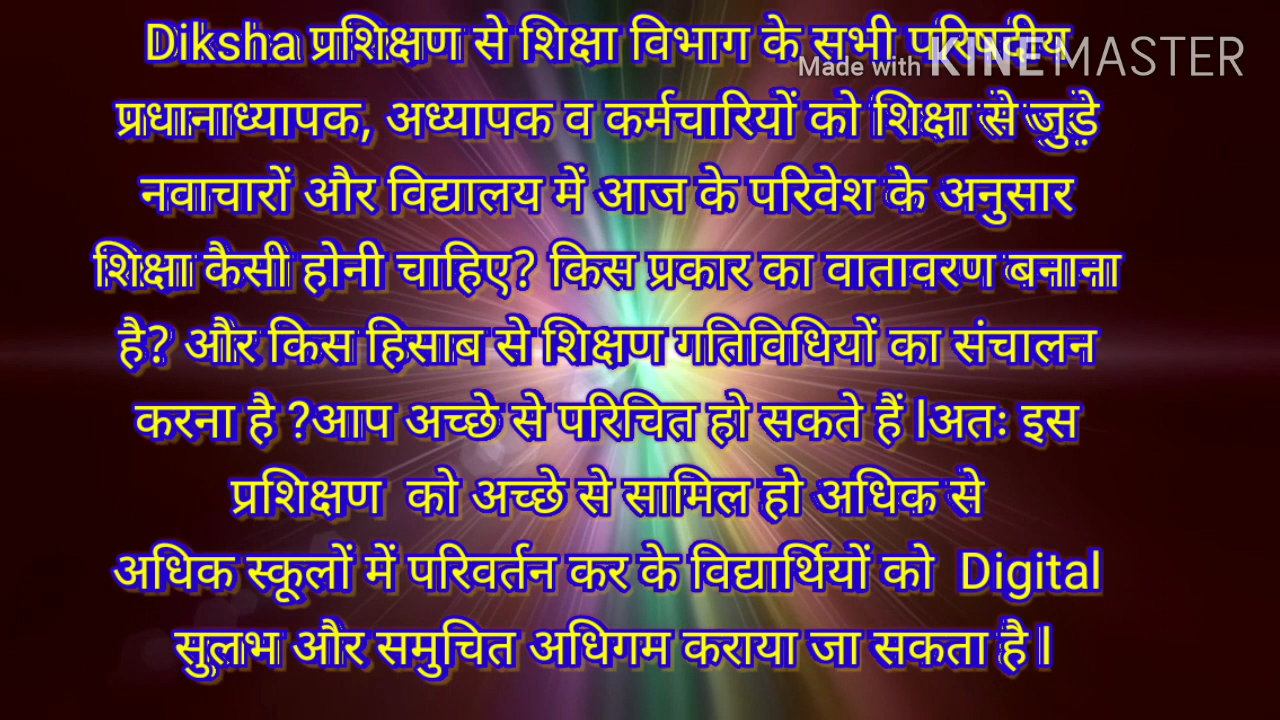 Diksha प्रशिक्षण से शिक्षा विभाग के सभी परिषदीय
Made with KINEMASTER
प्रधानाध्यापक, अध्यापक व कर्मचारियों को शिक्षा से जुड़े
नवाचारों और विद्यालय में आज के परिवेश के अनुसार
शिक्षा कैसी होनी चाहिए? किस प्रकार का वातावरण बनाना
है? और किस हिसाब से शिक्षण गतिविधियों का संचालन
करना है ?आप अच्छे से परिचित हो सकते हैं lअतः इस
प्रशिक्षण को अच्छे से सामिल हो अधिक से
अधिक स्कूलों में परिवर्तन कर के विद्यार्थियों को Digital
सुलभ और समुचित अधिगम कराया जा सकता है l